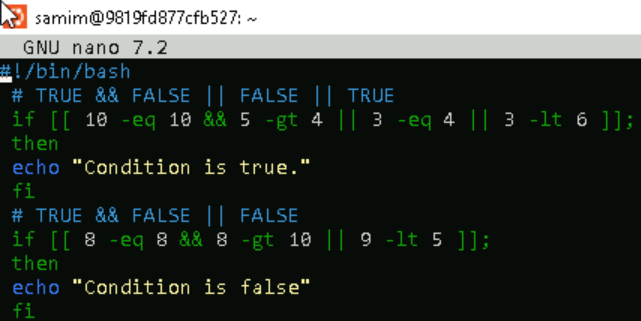 samim@9819fd877cfb527: ~
GNU nano 7.2
#!/bin/bash
# TRUE && FALSE || FALSE || TRUE
if [[ 10 -eq 10 && 5 -gt 4 || 3 -eq 4 || 3 -lt 6 ]];
then
echo "Condition is true."
fi
# TRUE && FALSE || FALSE
if [[ 8 -eq 8 && 8 -gt 10 || 9 -lt 5 ]];
then
echo "Condition is false"
fi